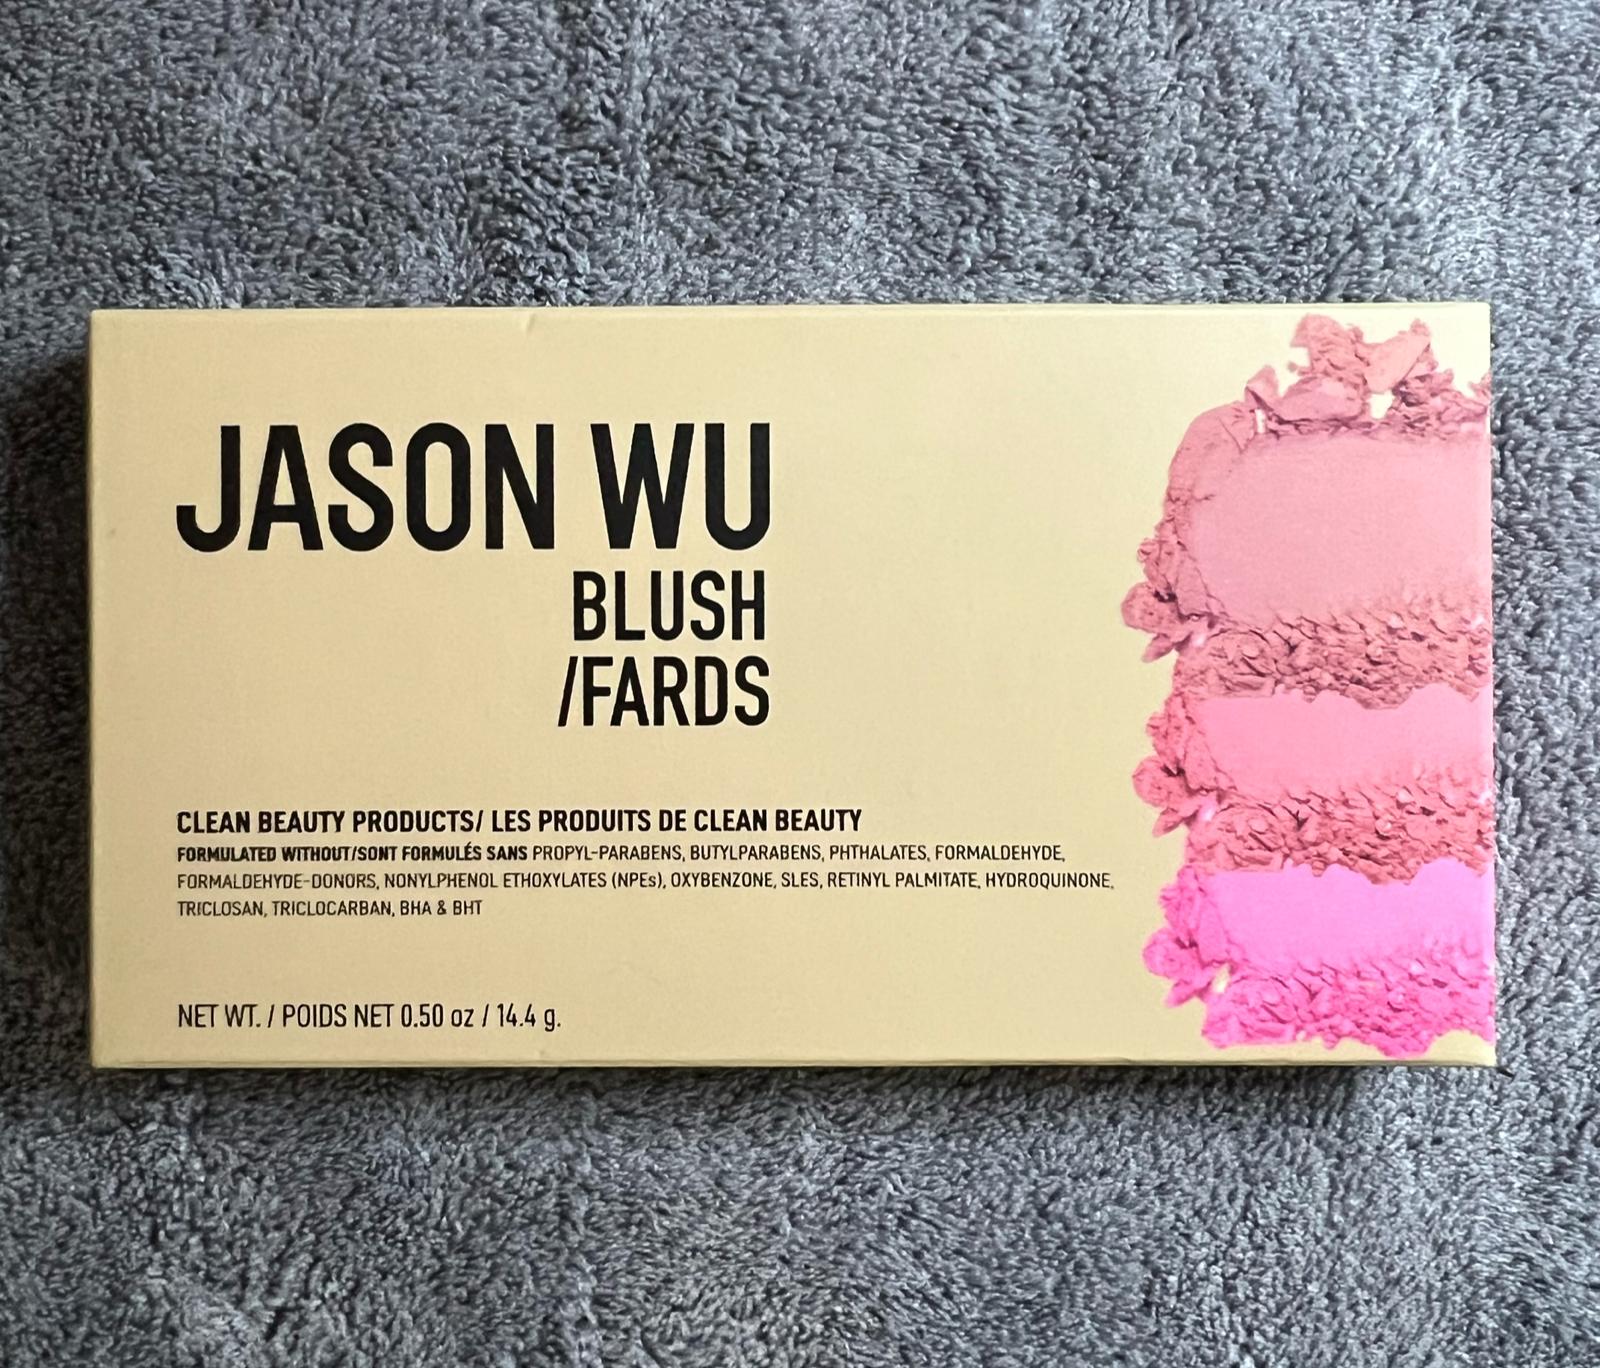 JASON WU
BLUSH
/FARDS
CLEAN BEAUTY PRODUCTS/ LES PRODUITS DE CLEAN BEAUTY
FORMULATED WITHOUT/SONT FORMULÉS SANS PROPYL-PARABENS, BUTYLPARABENS, PHTHALATES, FORMALDEHYDE,
FORMALDEHYDE-DONORS, NONYLPHENOL ETHOXYLATES (NPEs), OXYBENZONE, SLES, RETINYL PALMITATE, HYDROQUINONE,
TRICLOSAN, TRICLOCARBAN, BHA & BHT
NET WT. / POIDS NET 0.50 oz / 14.4 g.